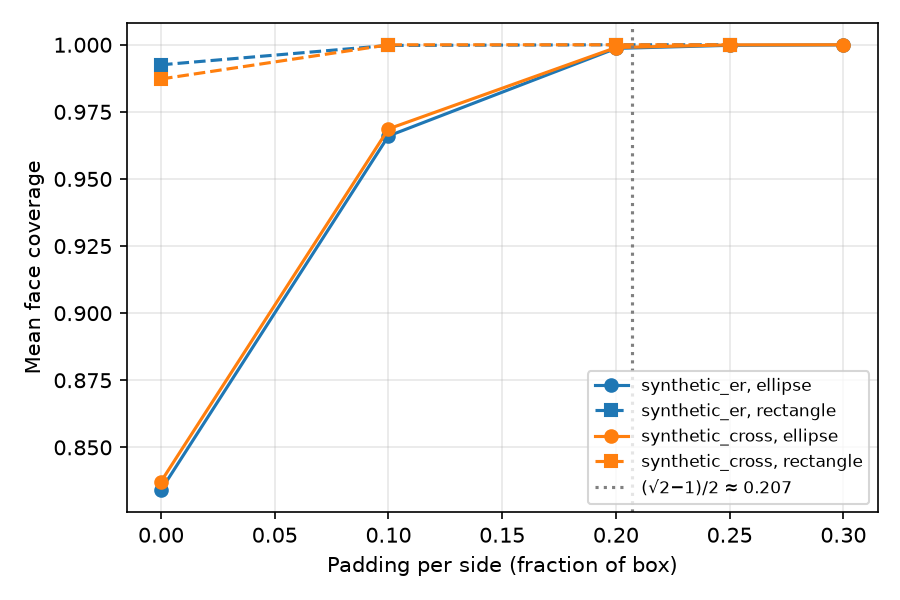 1.000
0.975
0.950
0.925
0.900
0.875
0.850
Mean face coverage
synthetic_er, ellipse
synthetic_er, rectangle
synthetic_cross, ellipse
synthetic_cross, rectangle
(√2−1)/2 ≈ 0.207
0.00 0.05 0.10 0.15 0.20 0.25 0.30
Padding per side (fraction of box)